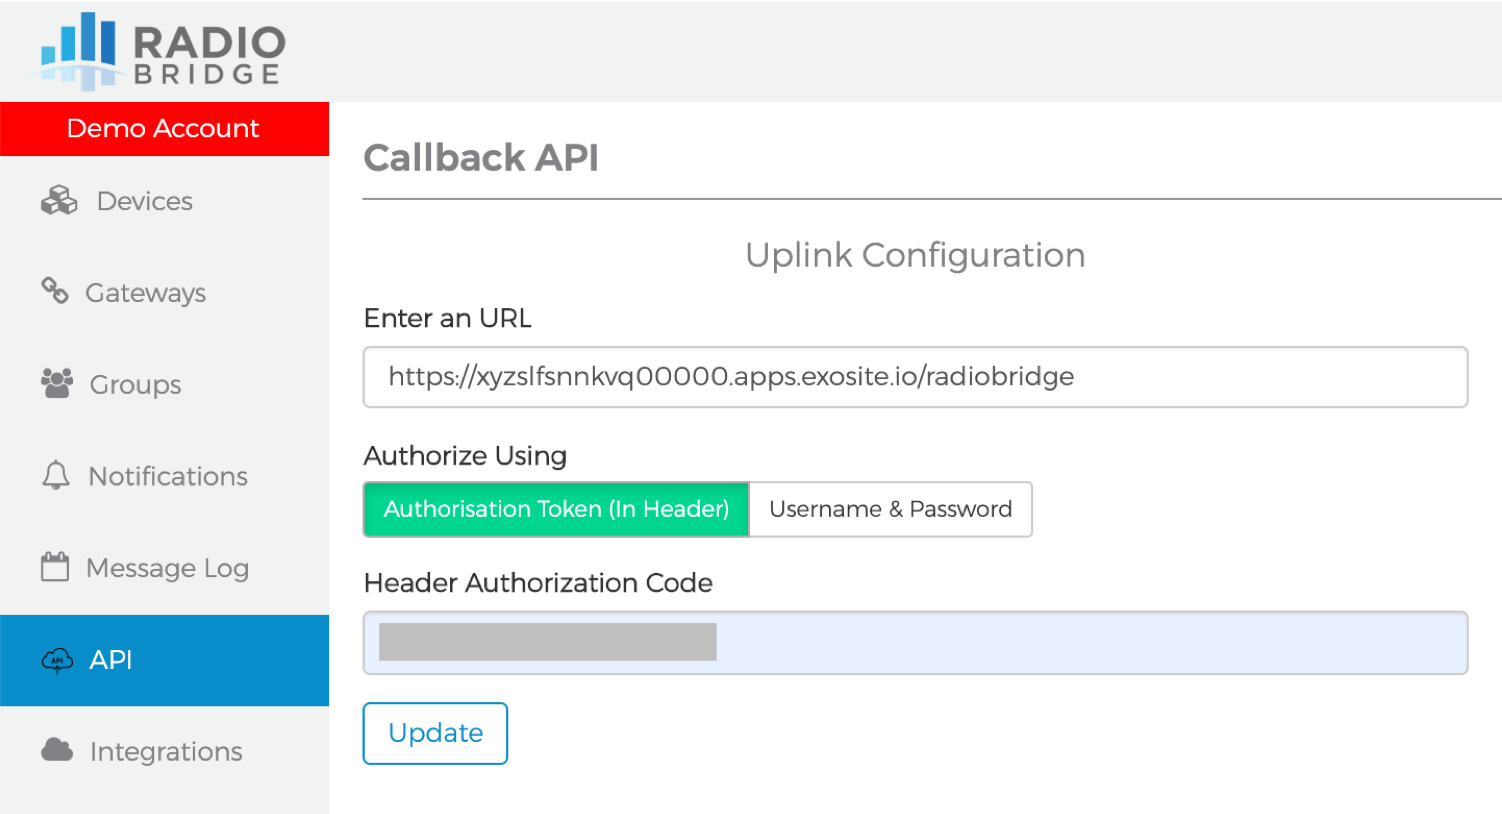 RADIO
BRIDGE
Demo Account
Devices
Gateways
Groups
Notifications
Message Log
API
API
Integrations
Callback API
Uplink Configuration
Enter an URL
https://xyzslfsnnkvq00000.apps.exosite.io/radiobridge
Authorize Using
Authorisation Token (In Header)
Username & Password
Header Authorization Code
Update